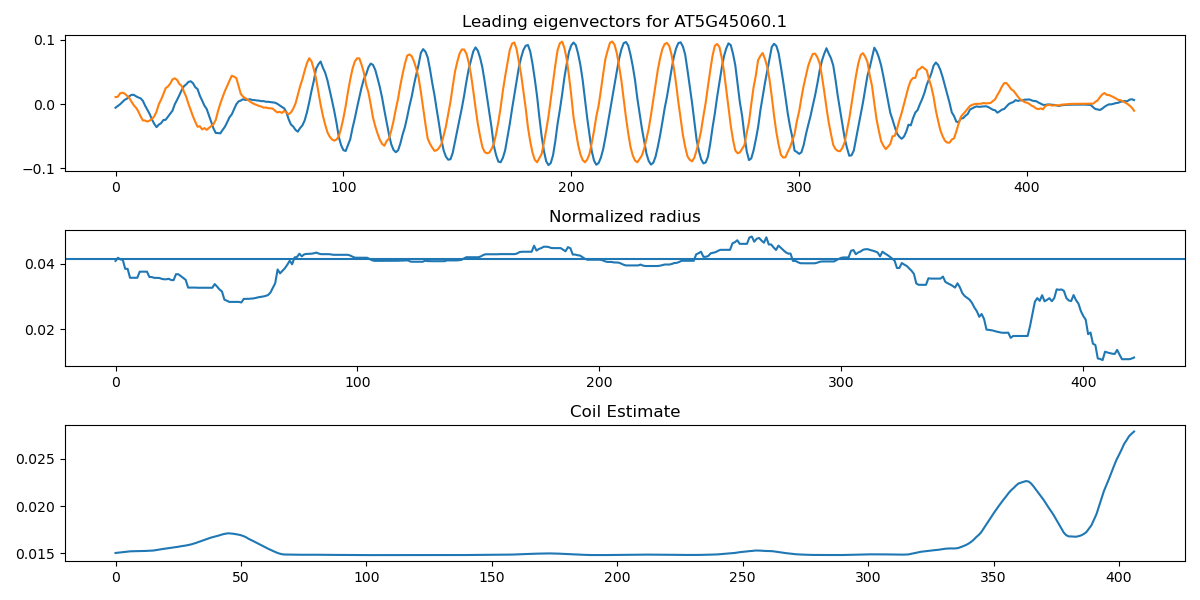 Leading eigenvectors for AT5G45060.1
0.1
0.0
−0.1
0 100 200 300 400
Normalized radius
0.04
0.02
0 100 200 300 400
Coil Estimate
0.025
0.020
0.015
0 50 100 150 200 250 300 350 400